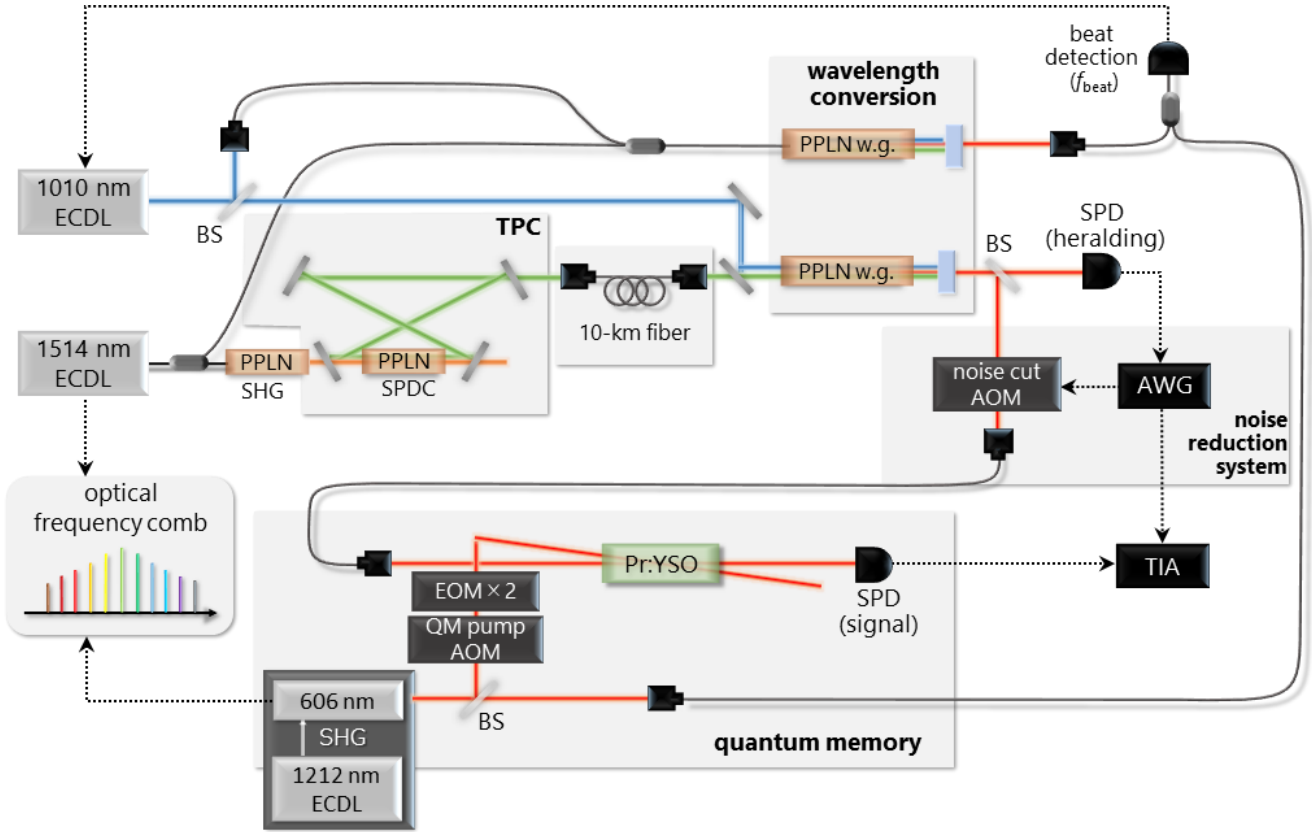 beat
detection
(fbeat)
wavelength
conversion
PPLN w.g.
1010 nm
ECDL
BS
TPC
SPD
(heralding)
BS
PPLN w.g.
10-km fiber
1514 nm
ECDL
PPLN
SHG
PPLN
SPDC
noise cut
AOM
AWG
noise
reduction
system
optical
frequency comb
Pr:YSO
TIA
EOM × 2
SPD
(signal)
QM pump
AOM
606 nm
BS
SHG
quantum memory
1212 nm
ECDL